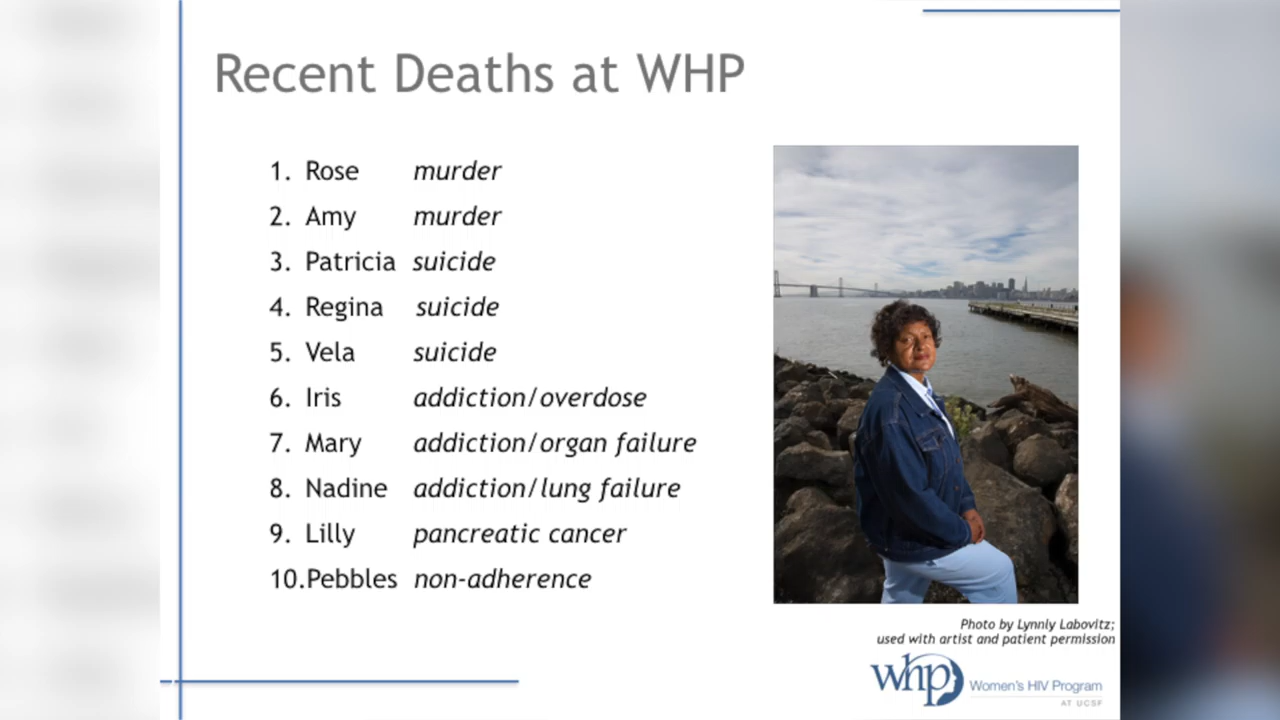 Recent Deaths at WHP
1. Rose murder
2. Amy murder
3. Patricia suicide
4. Regina suicide
5. Vela suicide
6. Iris addiction/overdose
7. Mary addiction/organ failure
8. Nadine addiction/lung failure
9. Lilly pancreatic cancer
10.Pebbles non-adherence
Photo by Lynnly Labovitz;
used with artist and patient permission
whp Women's HIV Program
AT UCSF